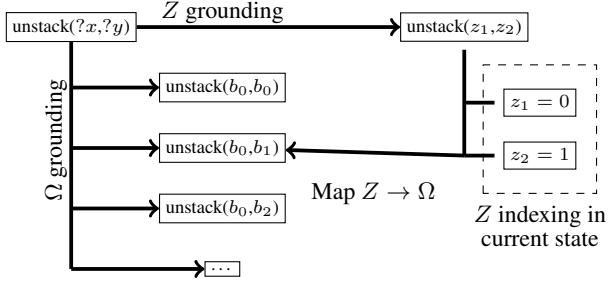 Z grounding
unstack(?x,?y)
unstack(z₁,z₂)
Ω grounding
unstack(b₀,b₀)
z₁ = 0
unstack(b₀,b₁)
z₂ = 1
Map Z → Ω
unstack(b₀,b₂)
Z indexing in
current state
···